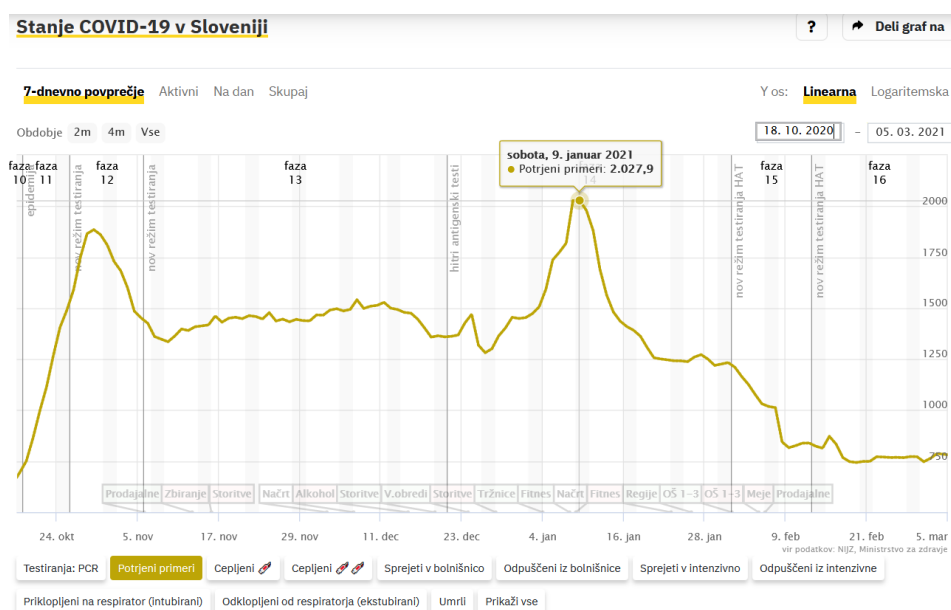 Stanje COVID-19 v Sloveniji
?
Deli graf na
7-dnevno povprečje Aktivni Na dan Skupaj
Y os: Linearna Logaritemska
Obdobje 2m 4m Vse
18. 10. 2020 – 05. 03. 2021
faza 10
faza 11
faza 12
faza 13
14
faza 15
faza 16
sobota, 9. januar 2021
Potrjeni primeri: 2.027,9
epidemija
nov režim testiranja
nov režim testiranja
hitri antigenski testi
nov režim testiranja HAT
nov režim testiranja HAT
2000
1750
1500
1250
1000
750
Prodajalne Zbiranje Storitve Načrt Alkohol Storitve V.obredi Storitve Tržnice Fitnes Načrt Fitnes Regije OŠ 1–3 OŠ 1–3 Meje Prodajalne
24. okt 5. nov 17. nov 29. nov 11. dec 23. dec 4. jan 16. jan 28. jan 9. feb 21. feb 5. mar
vir podatkov: NIJZ, Ministrstvo za zdravje
Testiranja: PCR Potrjeni primeri Cepljeni Cepljeni Sprejeti v bolnišnico Odpuščeni iz bolnišnice Sprejeti v intenzivno Odpuščeni iz intenzivne
Priklopljeni na respirator (intubirani) Odklopljeni od respiratorja (ekstubirani) Umrli Prikaži vse